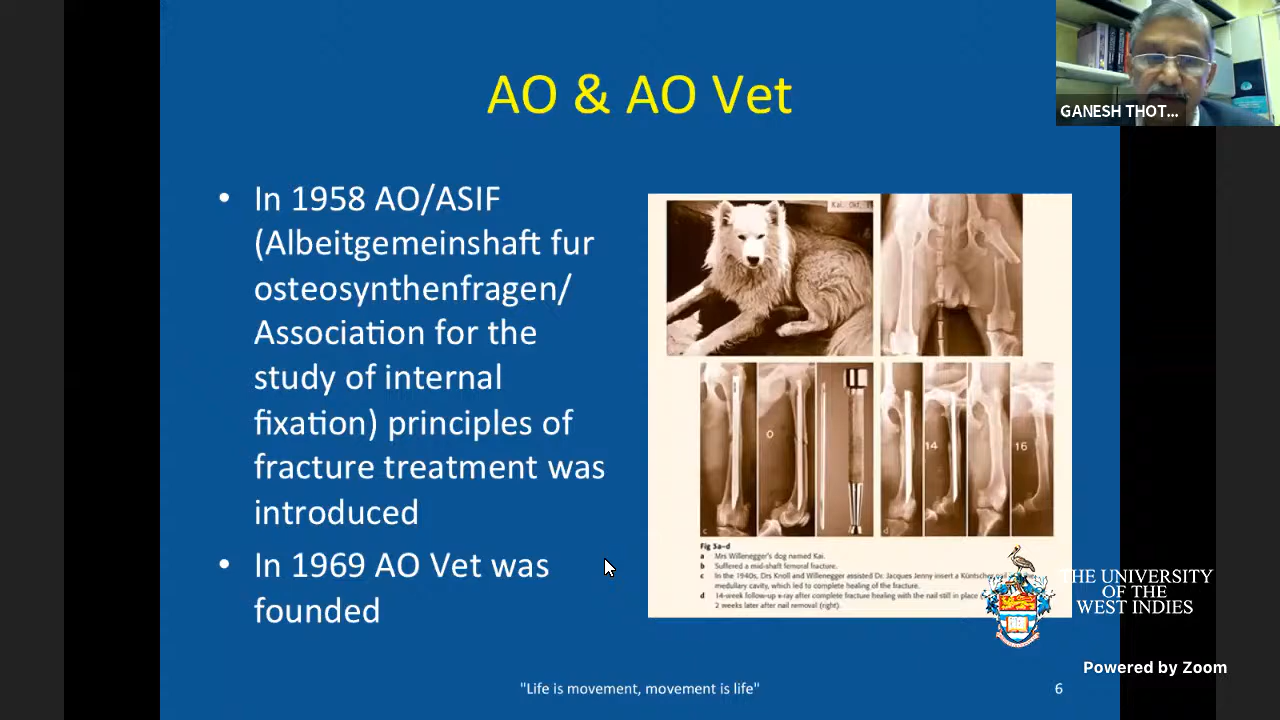 AO & AO Vet
GANESH THOT...
• In 1958 AO/ASIF
(Albeitgemeinshaft fur
osteosynthenfragen/
Association for the
study of internal
fixation) principles of
fracture treatment was
introduced
• In 1969 AO Vet was
founded
Kai. Okt. 1
0
14
16
c
d
Fig 5a–d
a Mrs Willenegger's dog named Kai.
b Suffered a mid-shaft femoral fracture.
c In the 1940s, Drs Knoll and Willenegger assisted Dr. Jacques Jenny insert a Küntscher
medullary cavity, which led to complete healing of the fracture.
d 14-week follow-up x-ray after complete fracture healing with the nail still in place
2 weeks later after nail removal (right).
THE UNIVERSITY
OF THE
WEST INDIES
Powered by Zoom
"Life is movement, movement is life"
6